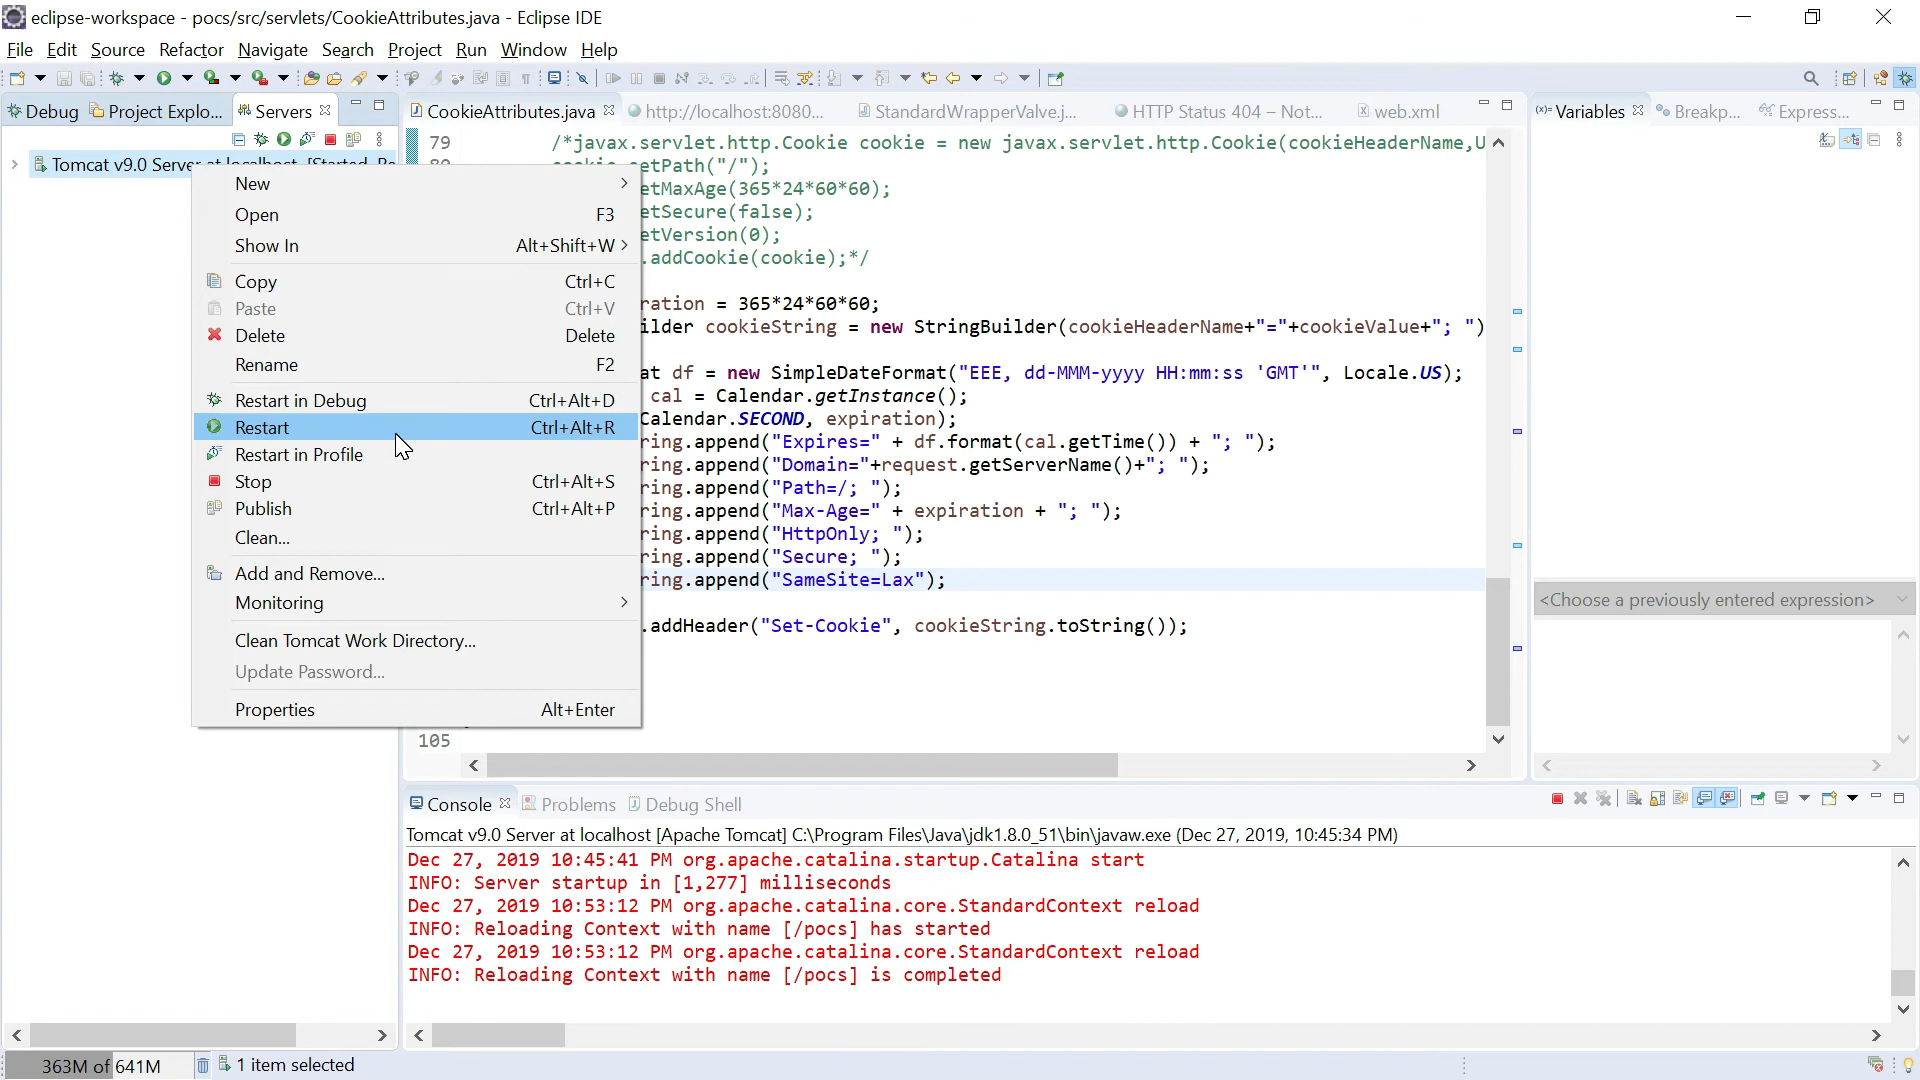 eclipse-workspace - pocs/src/servlets/CookieAttributes.java - Eclipse IDE
File Edit Source Refactor Navigate Search Project Run Window Help
Debug Project Explo... Servers
CookieAttributes.java http://localhost:8080... StandardWrapperValve.j... HTTP Status 404 – Not... web.xml
Variables Breakp... Express...
Tomcat v9.0 Server at localhost [Started, Re
New
Open F3
Show In Alt+Shift+W
Copy Ctrl+C
Paste Ctrl+V
Delete Delete
Rename F2
Restart in Debug Ctrl+Alt+D
Restart Ctrl+Alt+R
Restart in Profile
Stop Ctrl+Alt+S
Publish Ctrl+Alt+P
Clean...
Add and Remove...
Monitoring
Clean Tomcat Work Directory...
Update Password...
Properties Alt+Enter
79 /*javax.servlet.http.Cookie cookie = new javax.servlet.http.Cookie(cookieHeaderName,U
80 cookie.setPath("/");
etMaxAge(365*24*60*60);
etSecure(false);
etVersion(0);
.addCookie(cookie);*/
ration = 365*24*60*60;
ilder cookieString = new StringBuilder(cookieHeaderName+"="+cookieValue+"; ")
at df = new SimpleDateFormat("EEE, dd-MMM-yyyy HH:mm:ss 'GMT'", Locale.US);
cal = Calendar.getInstance();
Calendar.SECOND, expiration);
ring.append("Expires=" + df.format(cal.getTime()) + "; ");
ring.append("Domain="+request.getServerName()+"; ");
ring.append("Path=/; ");
ring.append("Max-Age=" + expiration + "; ");
ring.append("HttpOnly; ");
ring.append("Secure; ");
ring.append("SameSite=Lax");
.addHeader("Set-Cookie", cookieString.toString());
105
<Choose a previously entered expression>
Console Problems Debug Shell
Tomcat v9.0 Server at localhost [Apache Tomcat] C:\Program Files\Java\jdk1.8.0_51\bin\javaw.exe (Dec 27, 2019, 10:45:34 PM)
Dec 27, 2019 10:45:41 PM org.apache.catalina.startup.Catalina start
INFO: Server startup in [1,277] milliseconds
Dec 27, 2019 10:53:12 PM org.apache.catalina.core.StandardContext reload
INFO: Reloading Context with name [/pocs] has started
Dec 27, 2019 10:53:12 PM org.apache.catalina.core.StandardContext reload
INFO: Reloading Context with name [/pocs] is completed
363M of 641M 1 item selected